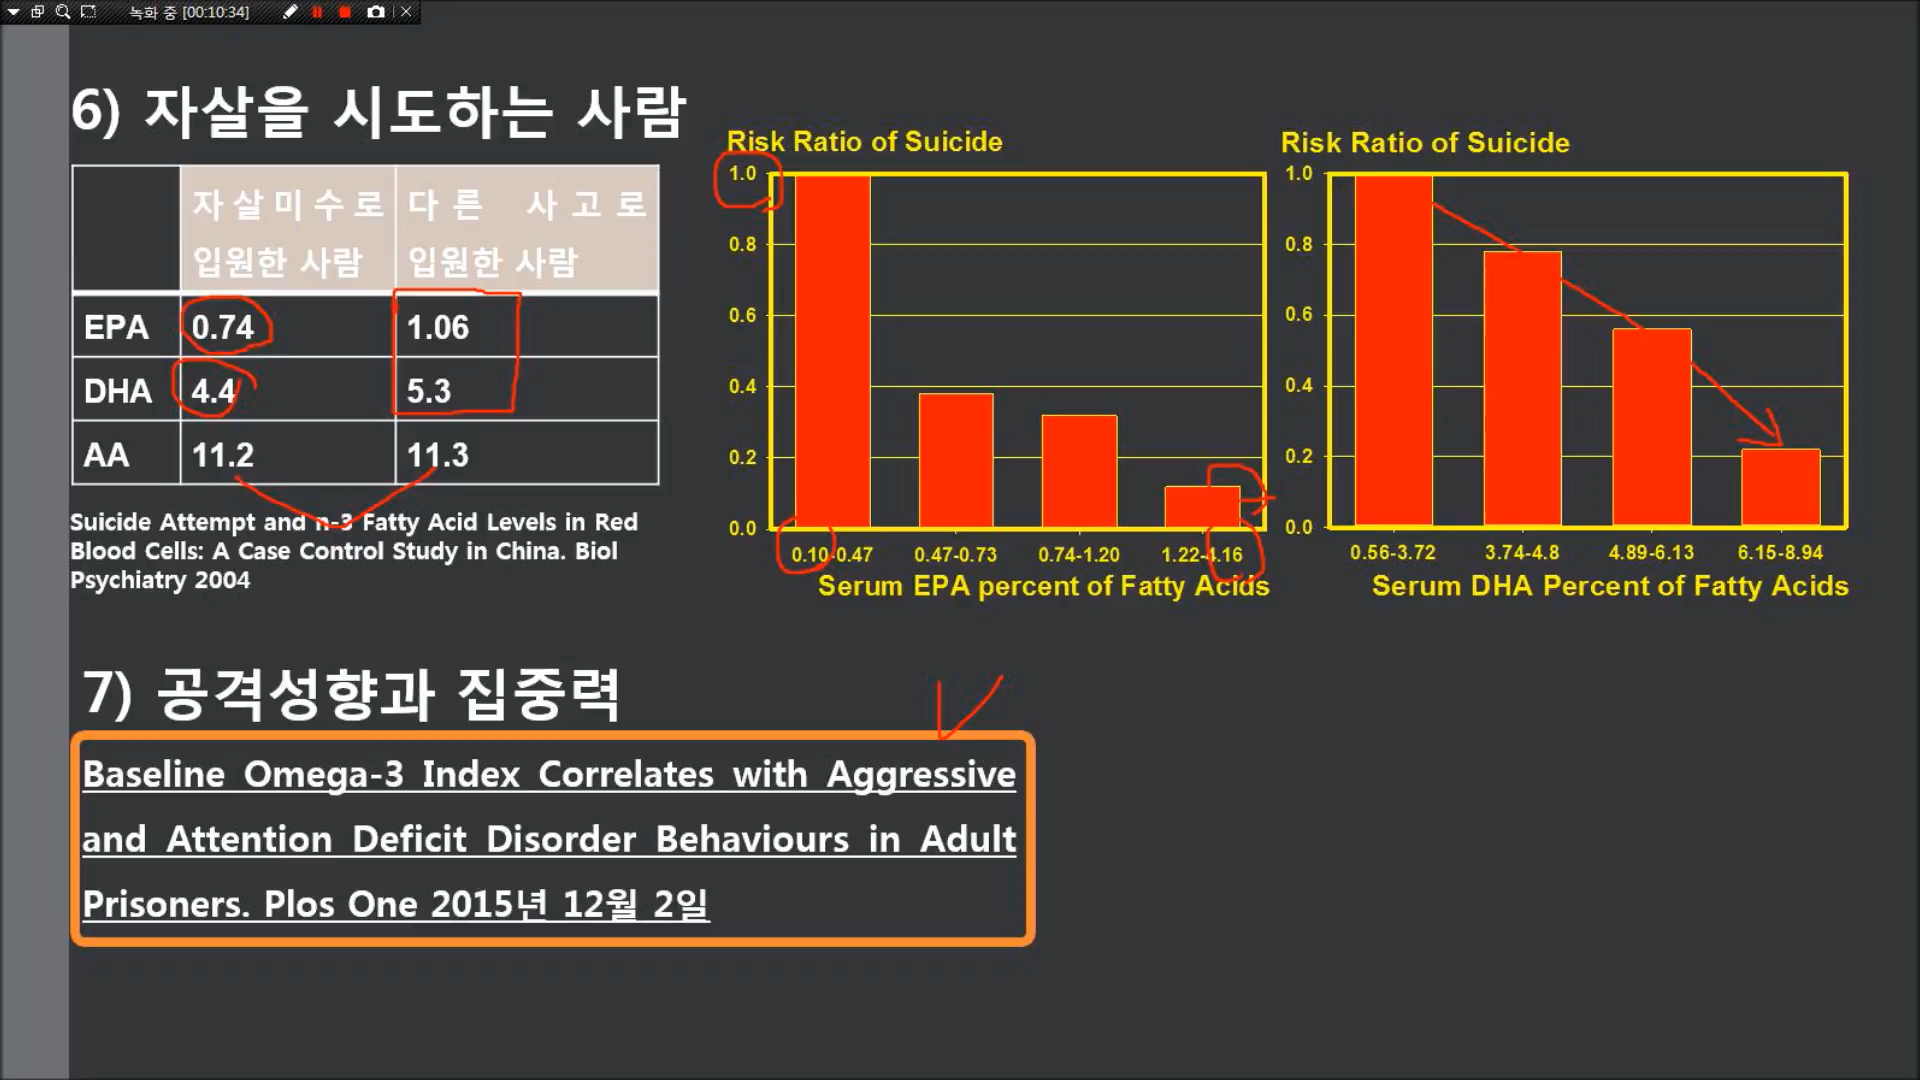 녹화 중 [00:10:34]
6) 자살을 시도하는 사람
자살미수로 입원한 사람
다른 사고로 입원한 사람
EPA 0.74 1.06
DHA 4.4 5.3
AA 11.2 11.3
Suicide Attempt and n-3 Fatty Acid Levels in Red
Blood Cells: A Case Control Study in China. Biol
Psychiatry 2004
Risk Ratio of Suicide
1.0
0.8
0.6
0.4
0.2
0.0
0.10-0.47 0.47-0.73 0.74-1.20 1.22-4.16
Serum EPA percent of Fatty Acids
Risk Ratio of Suicide
1.0
0.8
0.6
0.4
0.2
0.0
0.56-3.72 3.74-4.8 4.89-6.13 6.15-8.94
Serum DHA Percent of Fatty Acids
7) 공격성향과 집중력
Baseline Omega-3 Index Correlates with Aggressive
and Attention Deficit Disorder Behaviours in Adult
Prisoners. Plos One 2015년 12월 2일